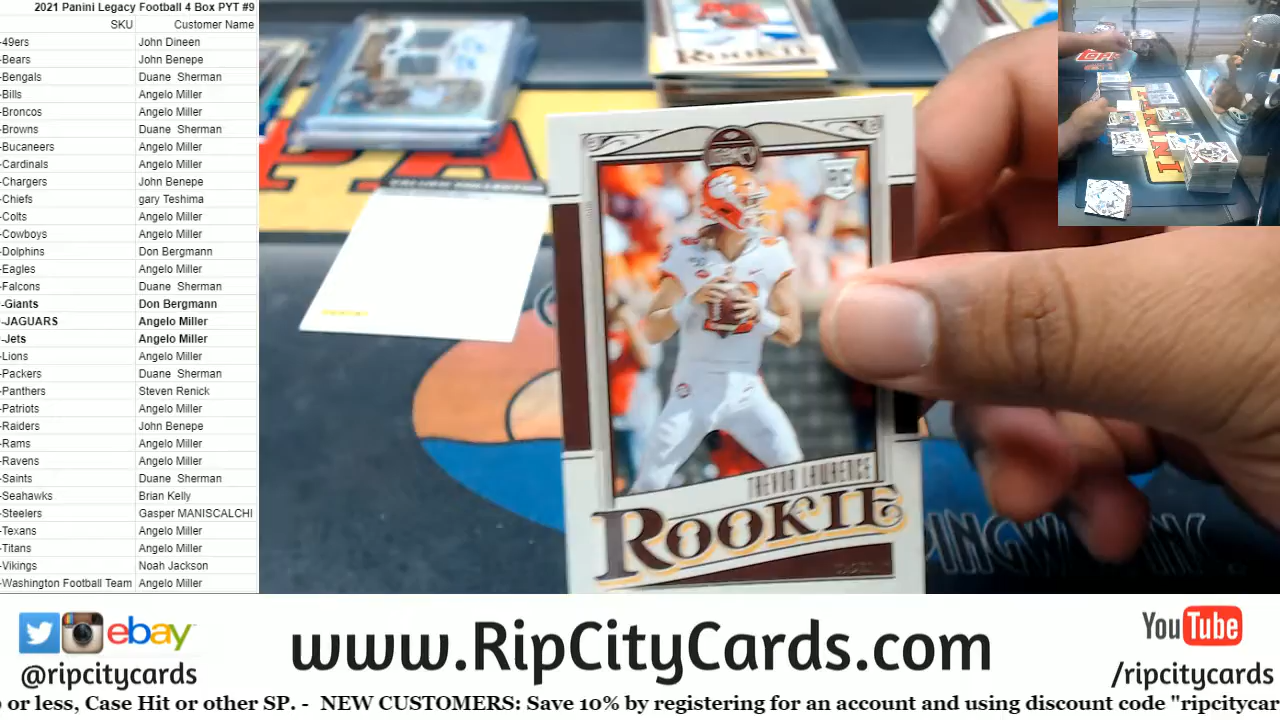 2021 Panini Legacy Football 4 Box PYT #9
SKU Customer Name
-49ers John Dineen
-Bears John Benepe
-Bengals Duane Sherman
-Bills Angelo Miller
-Broncos Angelo Miller
-Browns Duane Sherman
-Bucaneers Angelo Miller
-Cardinals Angelo Miller
-Chargers John Benepe
-Chiefs gary Teshima
-Colts Angelo Miller
-Cowboys Angelo Miller
-Dolphins Don Bergmann
-Eagles Angelo Miller
-Falcons Duane Sherman
-Giants Don Bergmann
-JAGUARS Angelo Miller
-Jets Angelo Miller
-Lions Angelo Miller
-Packers Duane Sherman
-Panthers Steven Renick
-Patriots Angelo Miller
-Raiders John Benepe
-Rams Angelo Miller
-Ravens Angelo Miller
-Saints Duane Sherman
-Seahawks Brian Kelly
-Steelers Gasper MANISCALCHI
-Texans Angelo Miller
-Titans Angelo Miller
-Vikings Noah Jackson
-Washington Football Team Angelo Miller
ROOKIE
LEGACY
RC
TREVOR LAWRENCE
ROOKIE
PANINI
ebay
@ripcitycards
www.RipCityCards.com
YouTube
/ripcitycards
or less, Case Hit or other SP. - NEW CUSTOMERS: Save 10% by registering for an account and using discount code "ripcitycar